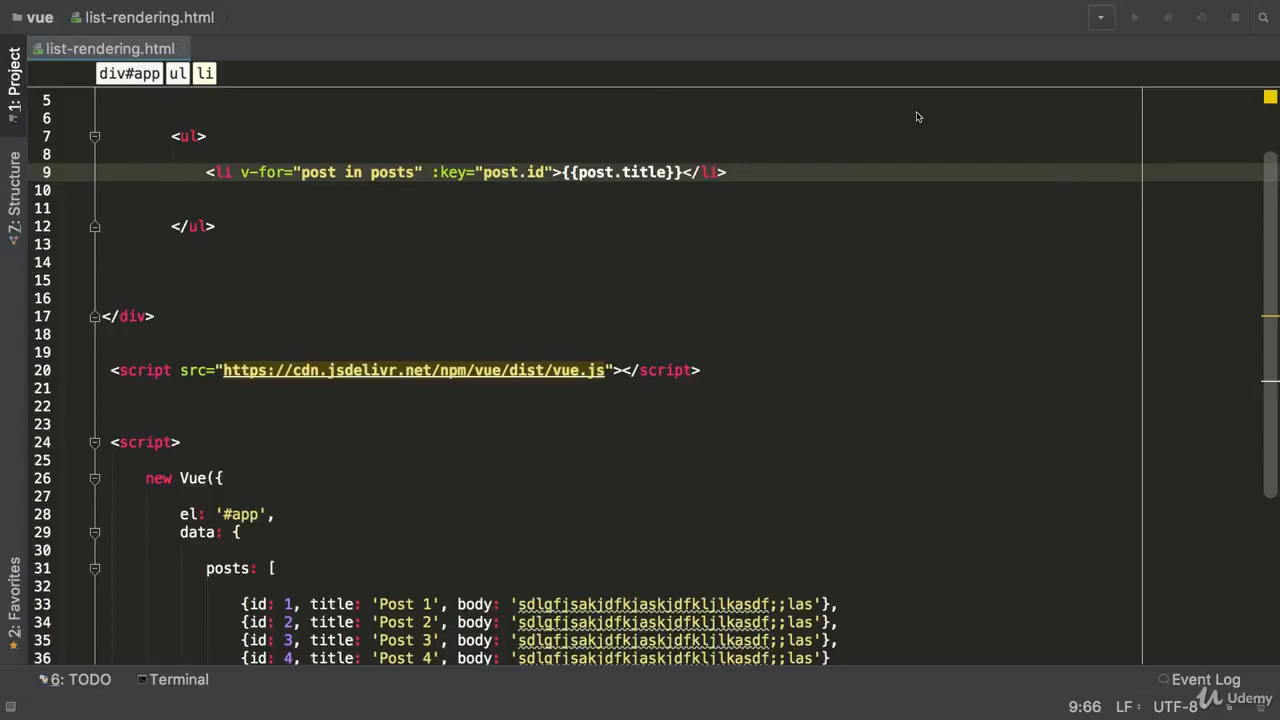 vue list-rendering.html
list-rendering.html
div#app ul li
1: Project
Z: Structure
2: Favorites
5
6
7 <ul>
8
9 <li v-for="post in posts" :key="post.id">{{post.title}}</li>
10
11
12 </ul>
13
14
15
16
17 </div>
18
19
20 <script src="https://cdn.jsdelivr.net/npm/vue/dist/vue.js"></script>
21
22
23
24 <script>
25
26 new Vue({
27
28 el: '#app',
29 data: {
30
31 posts: [
32
33 {id: 1, title: 'Post 1', body: 'sdlgfjsakjdfkjaskjdfkljlkasdf;;las'},
34 {id: 2, title: 'Post 2', body: 'sdlgfjsakjdfkjaskjdfkljlkasdf;;las'},
35 {id: 3, title: 'Post 3', body: 'sdlgfjsakjdfkjaskjdfkljlkasdf;;las'},
36 {id: 4, title: 'Post 4', body: 'sdlgfjsakjdfkjaskjdfkljlkasdf;;las'}
6: TODO Terminal Event Log
9:66 LF UTF-8
Udemy